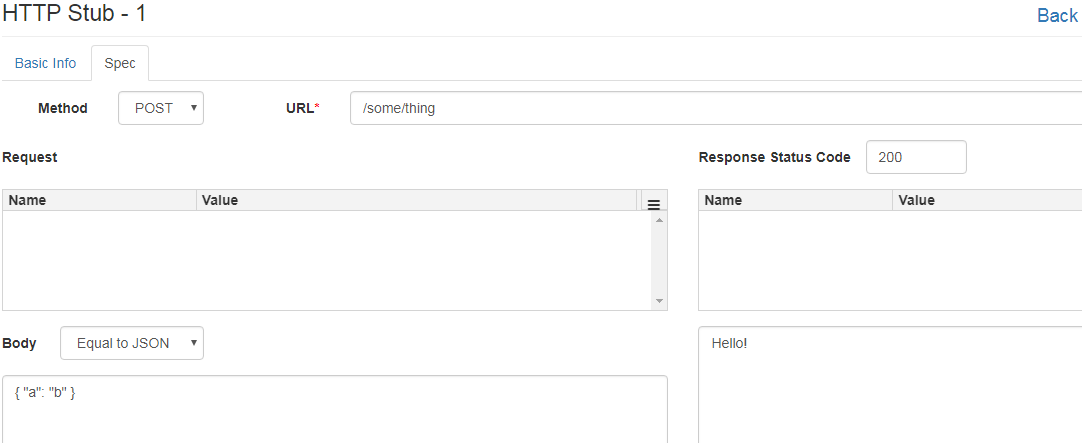 HTTP Stub - 1
Back
Basic Info
Spec
Method
POST
URL*
/some/thing
Request
Response Status Code
200
Name
Value
Name
Value
Body
Equal to JSON
Hello!
{ "a": "b" }